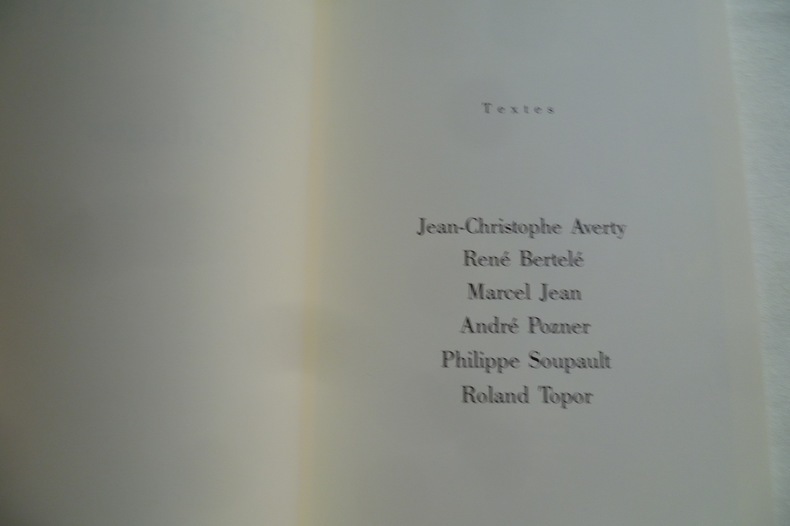 Textes
Jean-Christophe Averty
René Bertelé
Marcel Jean
André Pozner
Philippe Soupault
Roland Topor